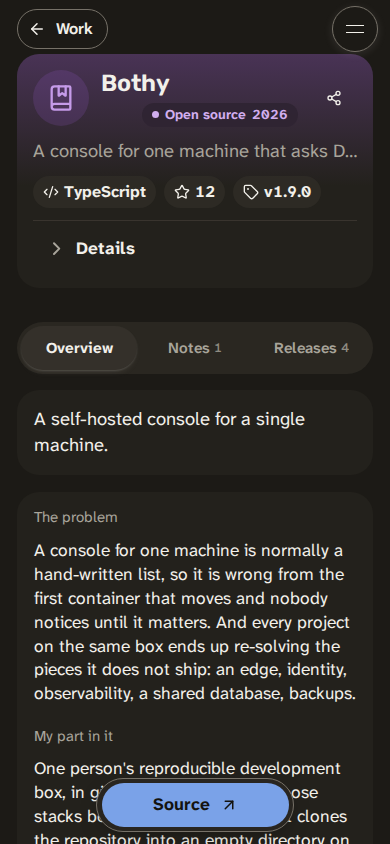 Work
Bothy
Open source 2026
A console for one machine that asks D...
TypeScript
12
v1.9.0
Details
Overview
Notes 1
Releases 4
A self-hosted console for a single
machine.
The problem
A console for one machine is normally a
hand-written list, so it is wrong from the
first container that moves and nobody
notices until it matters. And every project
on the same box ends up re-solving the
pieces it does not ship: an edge, identity,
observability, a shared database, backups.
My part in it
One person's reproducible development
box, in
stacks
Source
clones
the repository into an empty directory on